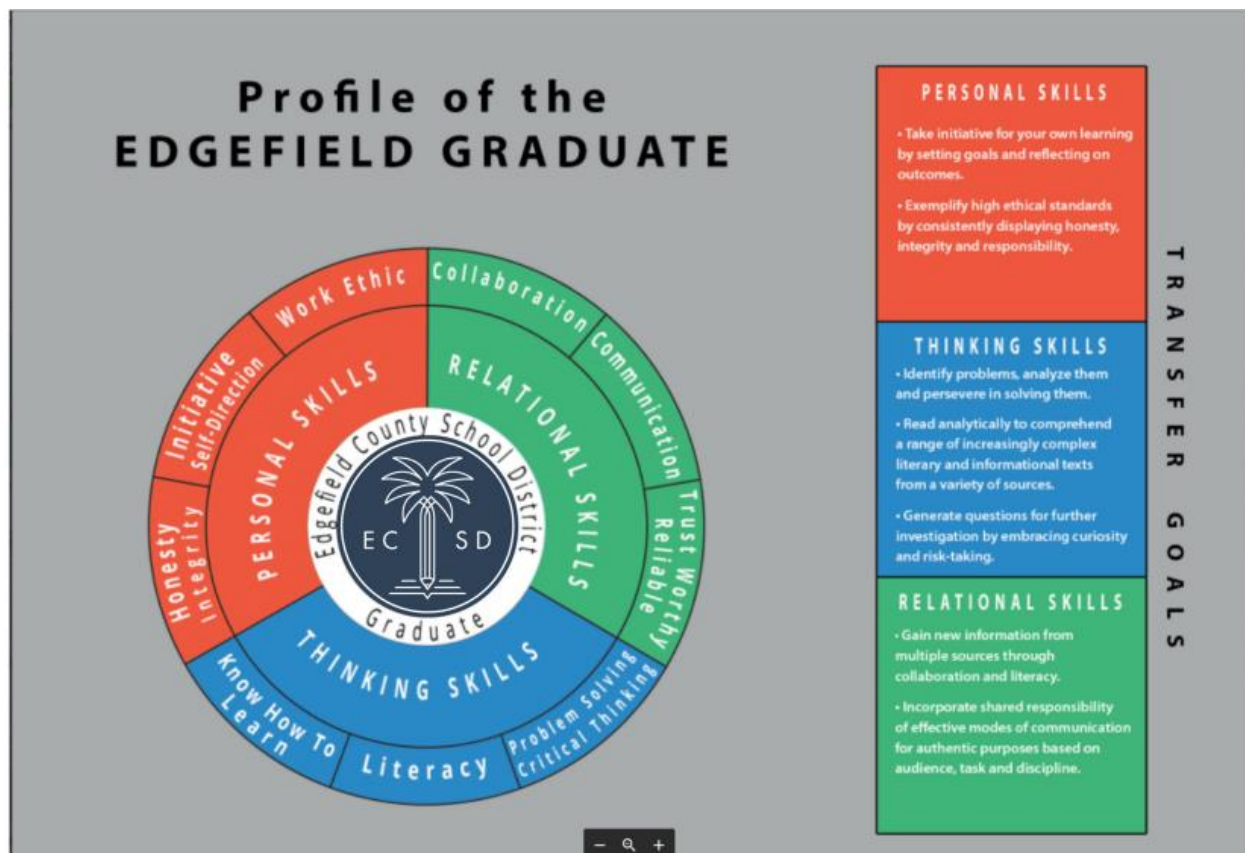 Profile of the
EDGEFIELD GRADUATE
Work Ethic
Initiative
Self-Direction
Honesty
Integrity
PERSONAL SKILLS
Collaboration
Communication
Trust Worthy
Reliable
RELATIONAL SKILLS
Know How To
Learn
Literacy
Problem Solving
Critical Thinking
THINKING SKILLS
Edgefield County School District
Graduate
EC SD
PERSONAL SKILLS
• Take initiative for your own learning
by setting goals and reflecting on
outcomes.
• Exemplify high ethical standards
by consistently displaying honesty,
integrity and responsibility.
THINKING SKILLS
• Identify problems, analyze them
and persevere in solving them.
• Read analytically to comprehend
a range of increasingly complex
literary and informational texts
from a variety of sources.
• Generate questions for further
investigation by embracing curiosity
and risk-taking.
RELATIONAL SKILLS
• Gain new information from
multiple sources through
collaboration and literacy.
• Incorporate shared responsibility
of effective modes of communication
for authentic purposes based on
audience, task and discipline.
TRANSFER GOALS